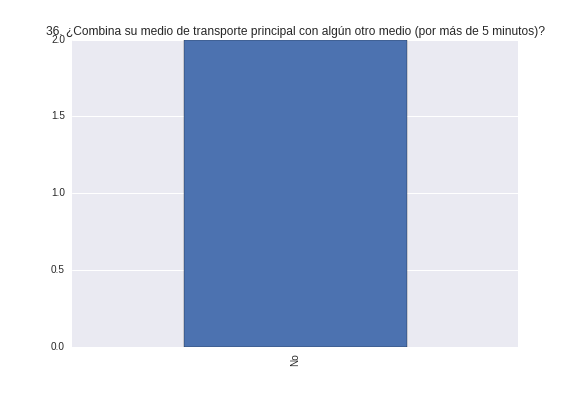 36. ¿Combina su medio de transporte principal con algún otro medio (por más de 5 minutos)?
2.0
1.5
1.0
0.5
0.0
No